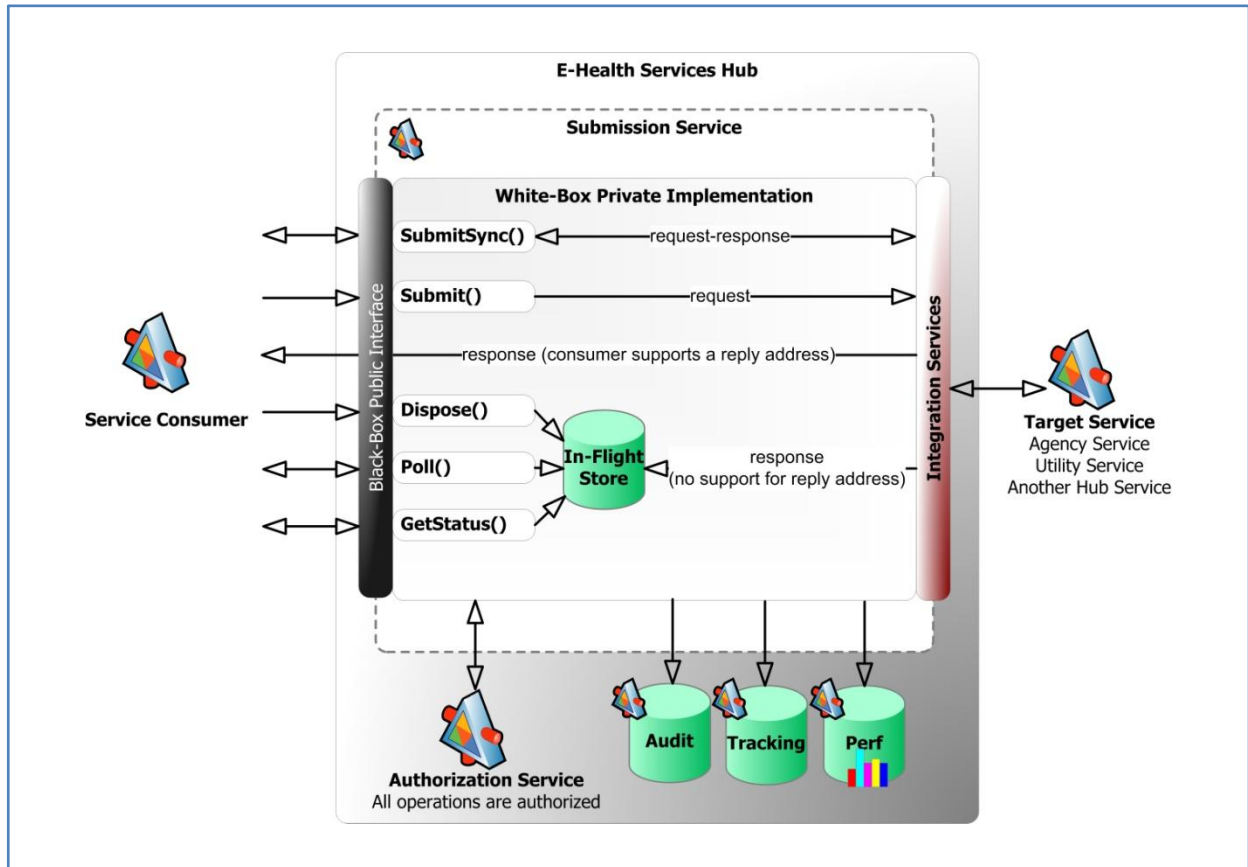 E-Health Services Hub
Submission Service
White-Box Private Implementation
Black-Box Public Interface
SubmitSync()
request-response
Submit()
request
response (consumer supports a reply address)
Service Consumer
Dispose()
Poll()
GetStatus()
In-Flight
Store
response
(no support for reply address)
Integration Services
Target Service
Agency Service
Utility Service
Another Hub Service
Authorization Service
All operations are authorized
Audit
Tracking
Perf